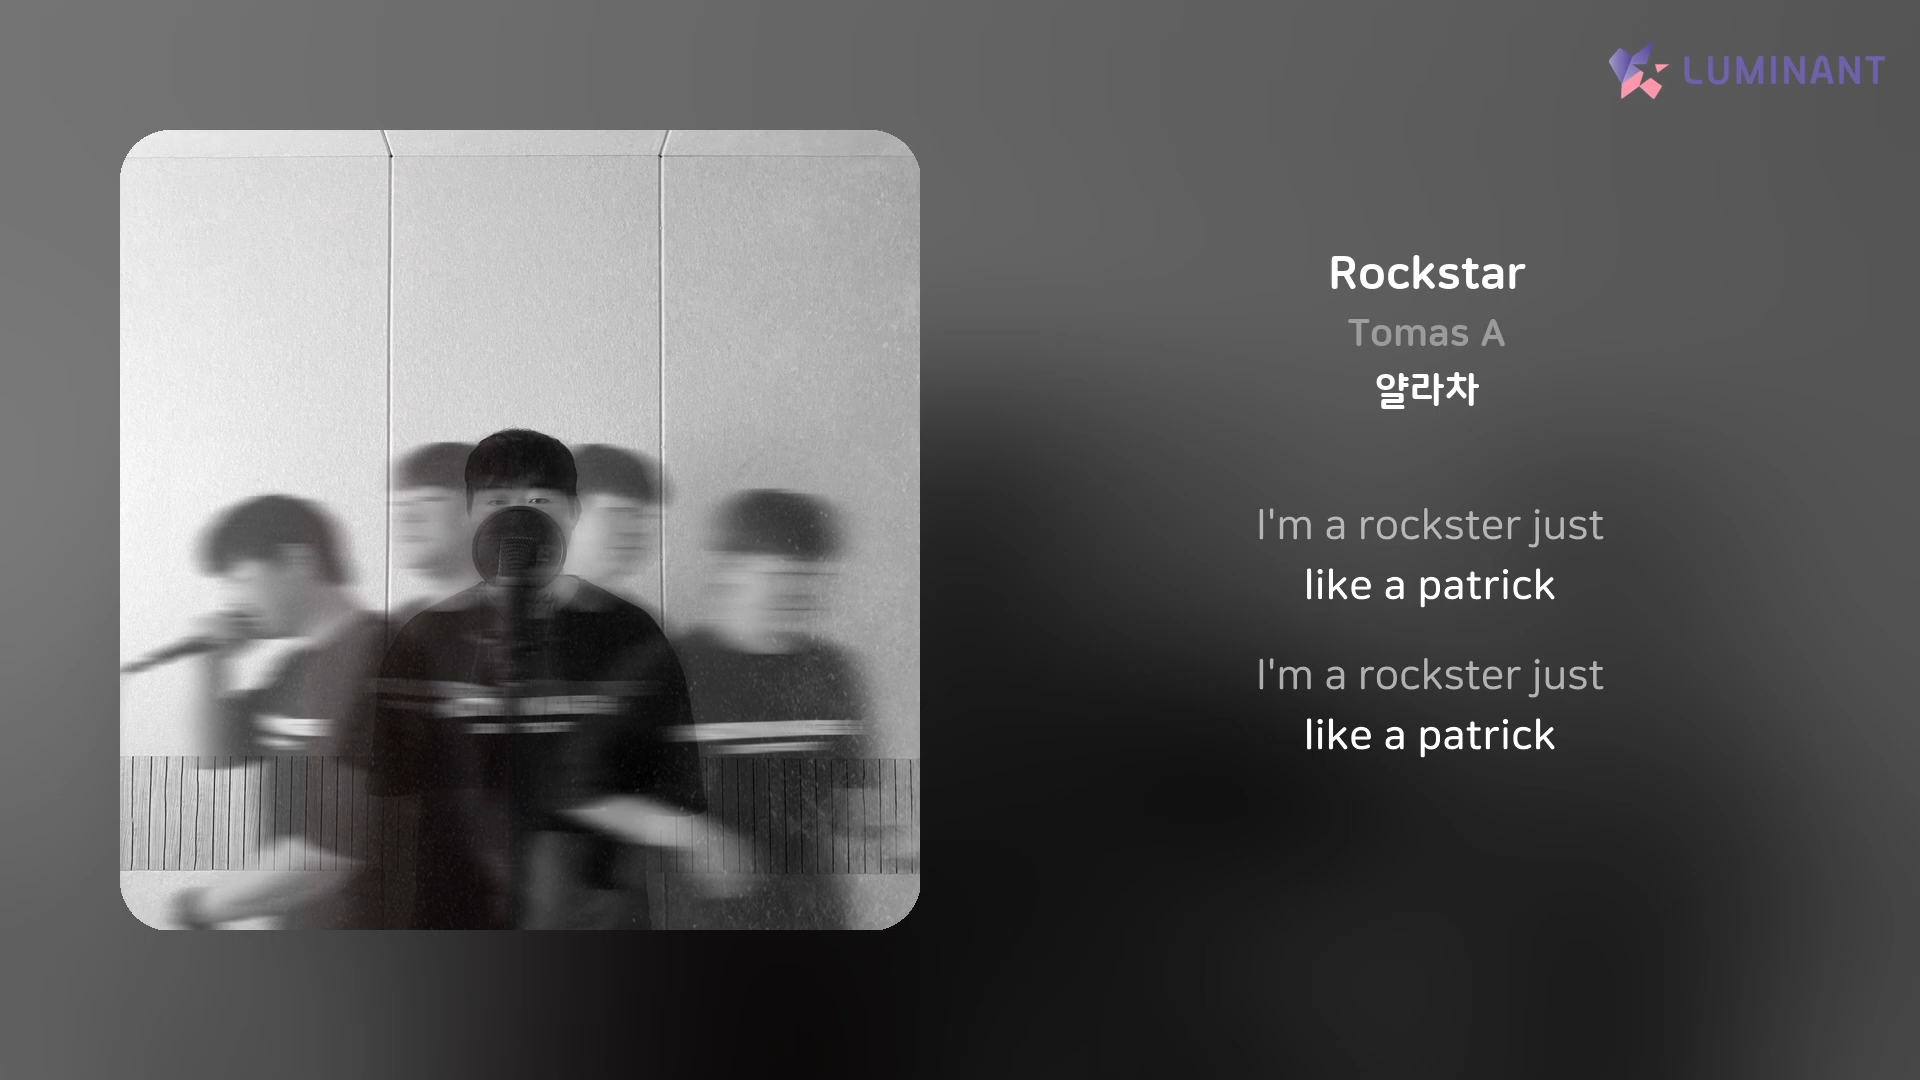 LUMINANT
Rockstar
Tomas A
얄라차
I'm a rockster just
like a patrick
I'm a rockster just
like a patrick